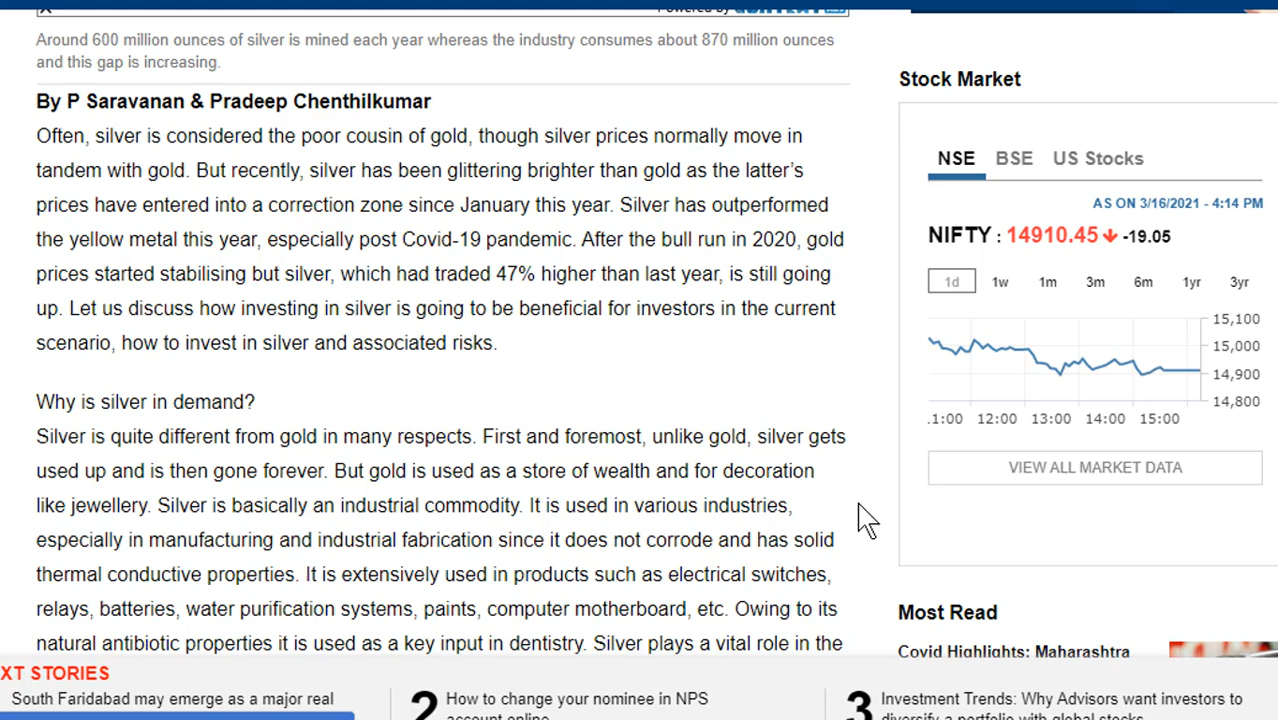 Powered by
Around 600 million ounces of silver is mined each year whereas the industry consumes about 870 million ounces
and this gap is increasing.
By P Saravanan & Pradeep Chenthilkumar
Often, silver is considered the poor cousin of gold, though silver prices normally move in
tandem with gold. But recently, silver has been glittering brighter than gold as the latter’s
prices have entered into a correction zone since January this year. Silver has outperformed
the yellow metal this year, especially post Covid-19 pandemic. After the bull run in 2020, gold
prices started stabilising but silver, which had traded 47% higher than last year, is still going
up. Let us discuss how investing in silver is going to be beneficial for investors in the current
scenario, how to invest in silver and associated risks.
Why is silver in demand?
Silver is quite different from gold in many respects. First and foremost, unlike gold, silver gets
used up and is then gone forever. But gold is used as a store of wealth and for decoration
like jewellery. Silver is basically an industrial commodity. It is used in various industries,
especially in manufacturing and industrial fabrication since it does not corrode and has solid
thermal conductive properties. It is extensively used in products such as electrical switches,
relays, batteries, water purification systems, paints, computer motherboard, etc. Owing to its
natural antibiotic properties it is used as a key input in dentistry. Silver plays a vital role in the
Stock Market
NSE BSE US Stocks
AS ON 3/16/2021 - 4:14 PM
NIFTY : 14910.45 -19.05
1d 1w 1m 3m 6m 1yr 3yr
15,100
15,000
14,900
14,800
.1:00 12:00 13:00 14:00 15:00
VIEW ALL MARKET DATA
Most Read
Covid Highlights: Maharashtra
XT STORIES
South Faridabad may emerge as a major real
2 How to change your nominee in NPS
account online
3 Investment Trends: Why Advisors want investors to
diversify a portfolio with global stocks